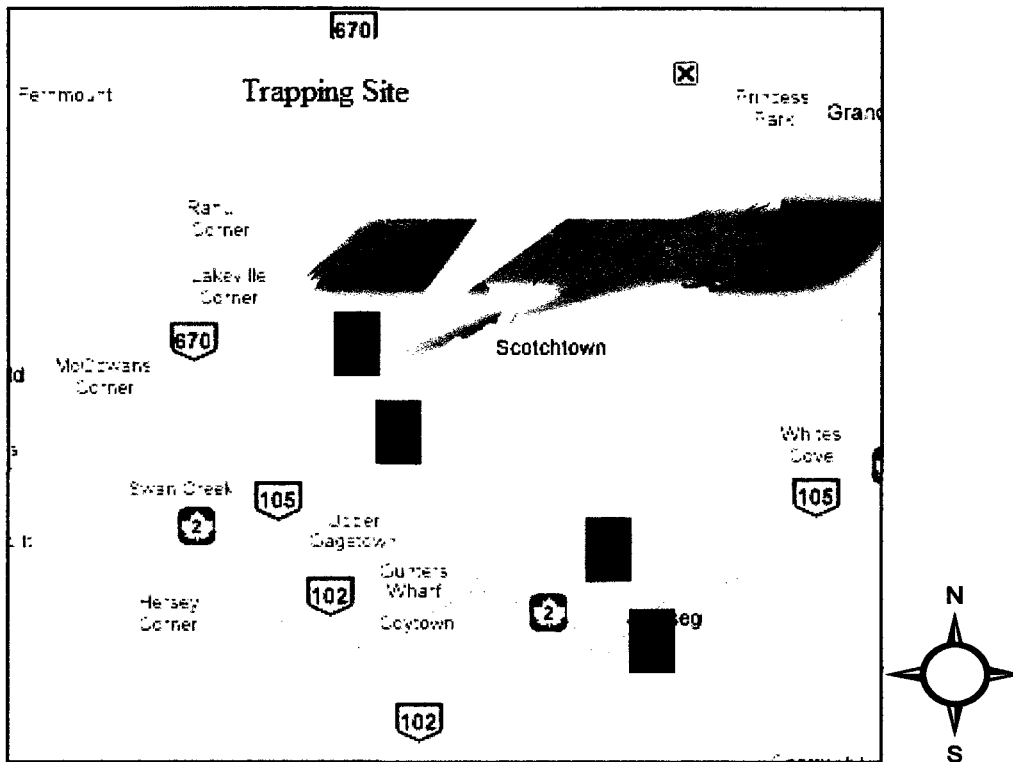 670
Trapping Site
Fernmount
Princess
Park
Grand
Corner
Lakeville
Corner
670
Scotchtown
McGowans
Corner
Whites
Cove
Swan Creek
105
105
2
Upper
Gagetown
Gunters
Wharf
102
2
Hersey
Corner
Coytown
seg
102
N
S